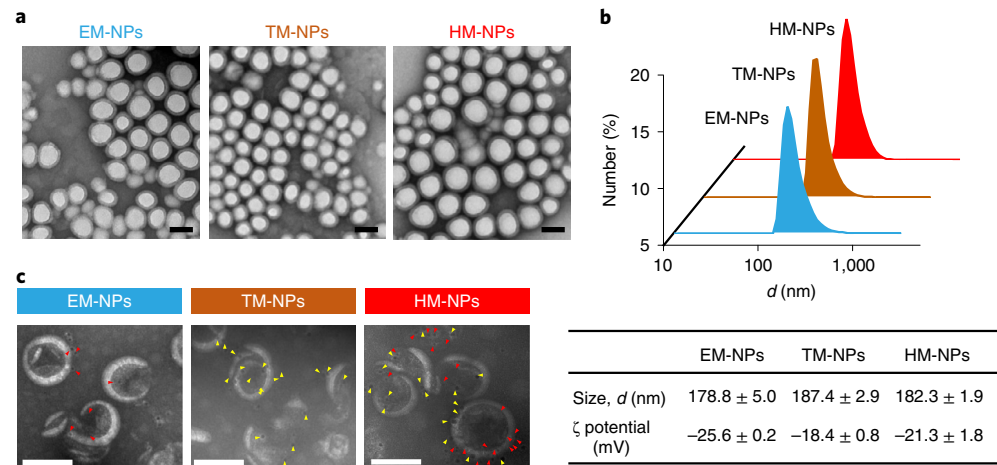 a
EM-NPs
TM-NPs
HM-NPs
b
HM-NPs
TM-NPs
EM-NPs
Number (%)
20
15
10
5
10
100
1,000
d (nm)
c
EM-NPs
TM-NPs
HM-NPs
EM-NPs TM-NPs HM-NPs
Size, d (nm) 178.8 ± 5.0 187.4 ± 2.9 182.3 ± 1.9
ζ potential
(mV) –25.6 ± 0.2 –18.4 ± 0.8 –21.3 ± 1.8